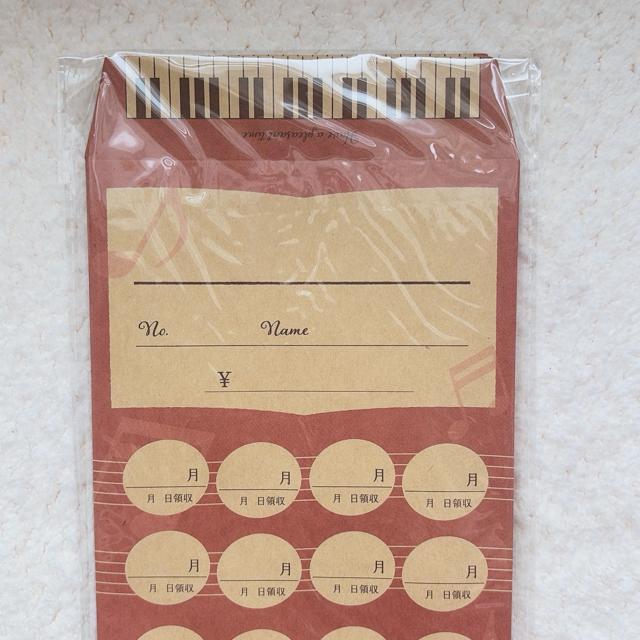 Have a pleasant time
No. Name
¥
月 月 月 月
月 日領収 月 日領収 月 日領収 月 日領収
月 月 月 月
月 日領収 月 日領収 月 日領収 月 日領収